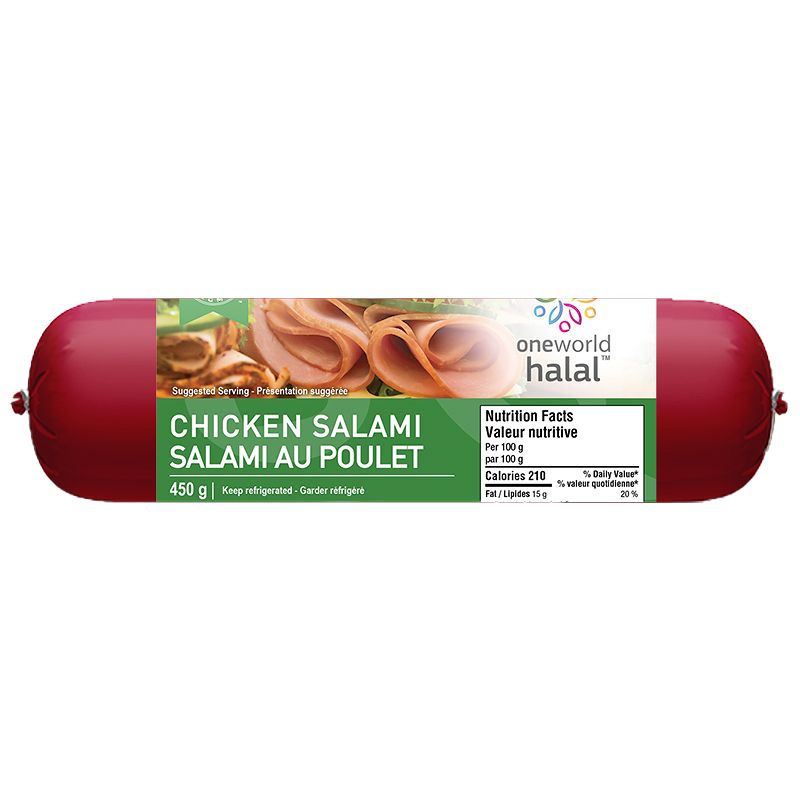 oneworld
halal™
Suggested Serving - Présentation suggérée
CHICKEN SALAMI
SALAMI AU POULET
450 g | Keep refrigerated - Garder réfrigéré
Nutrition Facts
Valeur nutritive
Per 100 g
par 100 g
Calories 210
% Daily Value*
% valeur quotidienne*
Fat / Lipides 15 g 20 %